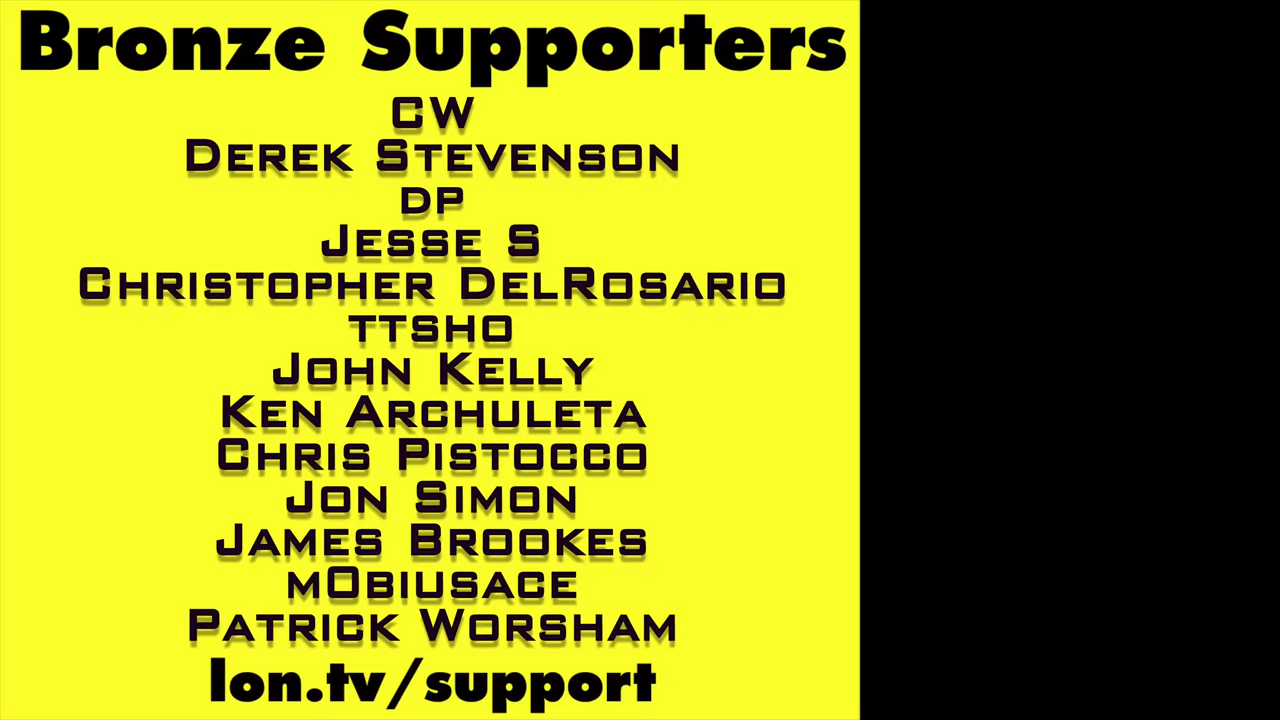 Bronze Supporters
CW
Derek Stevenson
DP
Jesse S
Christopher DelRosario
ttsho
John Kelly
Ken Archuleta
Chris Pistocco
Jon Simon
James Brookes
m0biusace
Patrick Worsham
lon.tv/support